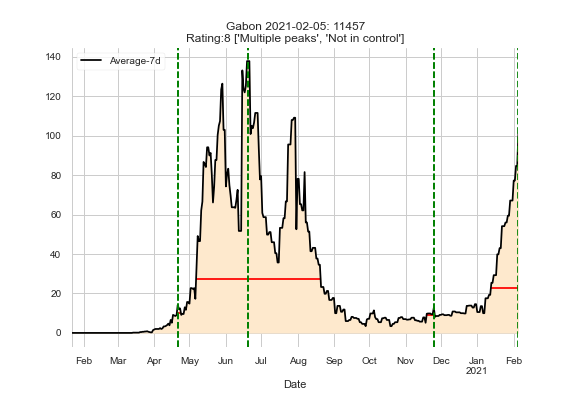 Gabon 2021-02-05: 11457
Rating:8 ['Multiple peaks', 'Not in control']
Average-7d
140
120
100
80
60
40
20
0
Feb Mar Apr May Jun Jul Aug Sep Oct Nov Dec Jan Feb
2021
Date